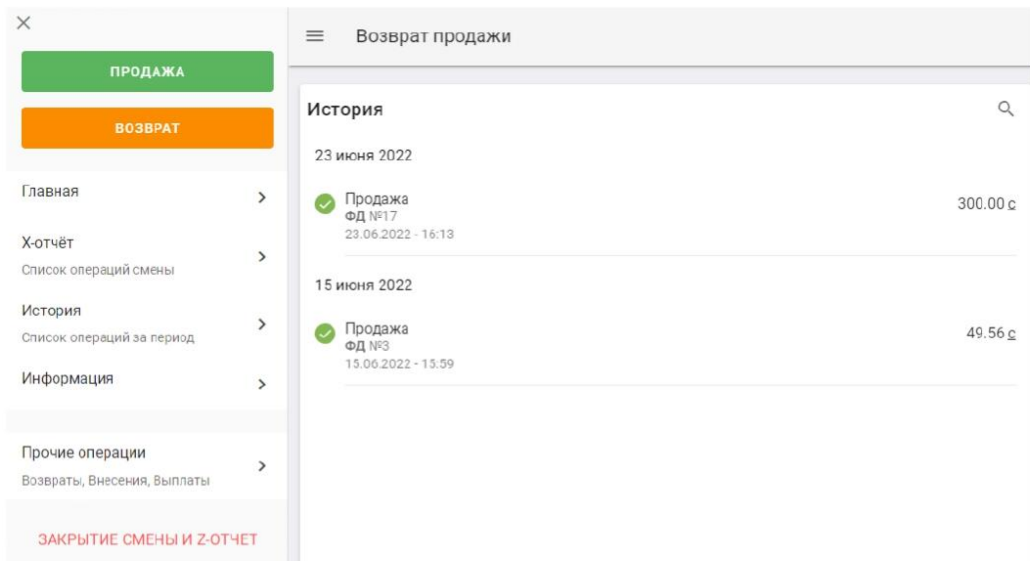 ПРОДАЖА
ВОЗВРАТ
Главная
X-отчёт
Список операций смены
История
Список операций за период
Информация
Прочие операции
Возвраты, Внесения, Выплаты
ЗАКРЫТИЕ СМЕНЫ И Z-ОТЧЕТ
Возврат продажи
История
23 июня 2022
Продажа
300.00 с
ФД №17
23.06.2022 - 16:13
15 июня 2022
Продажа
49.56 с
ФД №3
15.06.2022 - 15:59